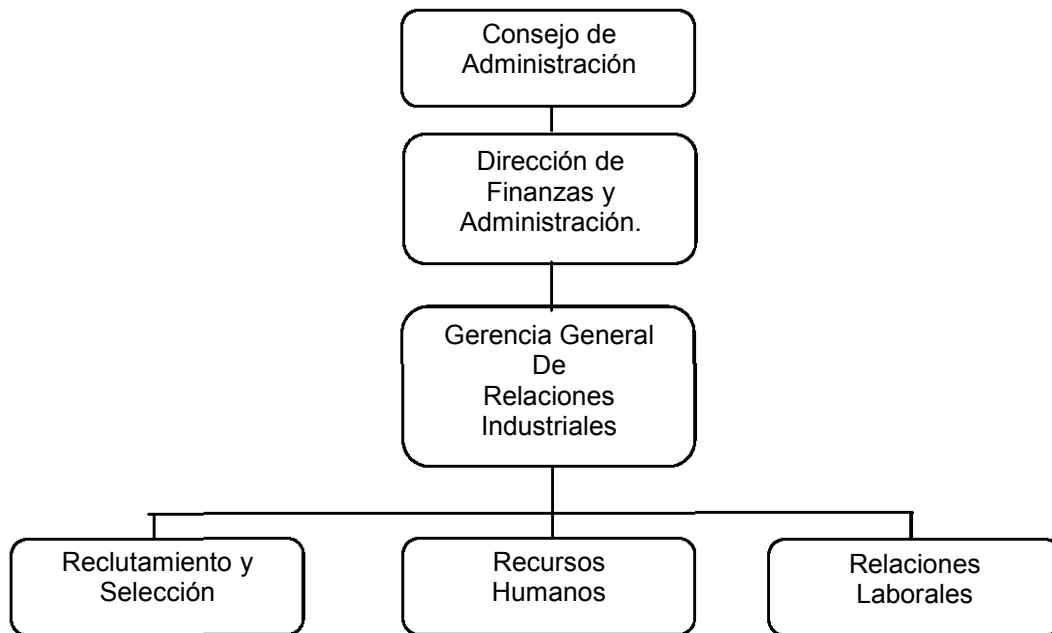 Consejo de
Administración
Dirección de
Finanzas y
Administración.
Gerencia General
De
Relaciones
Industriales
Reclutamiento y
Selección
Recursos
Humanos
Relaciones
Laborales